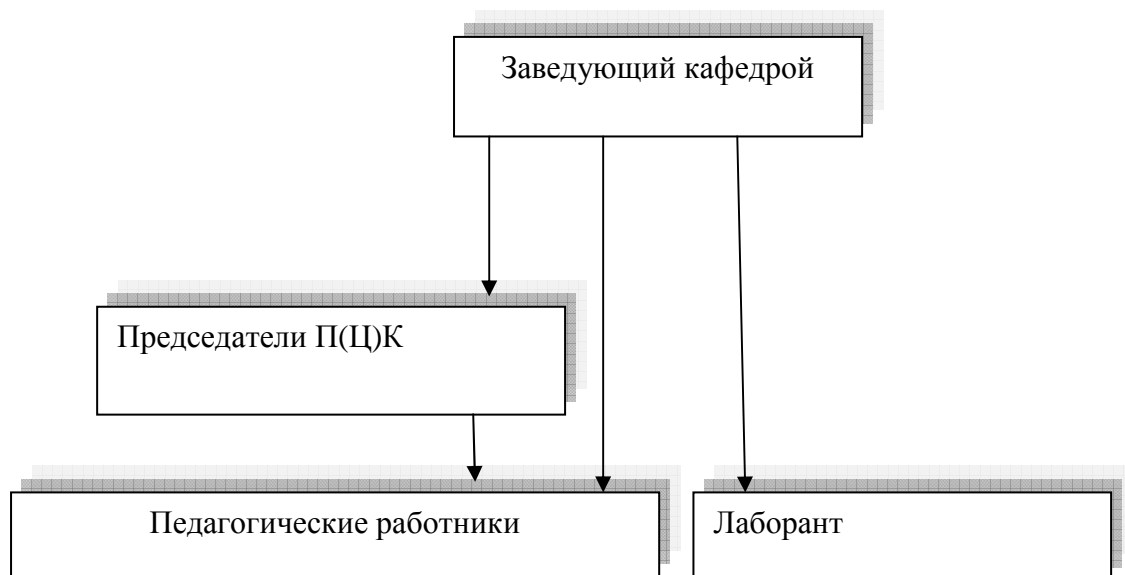 Заведующий кафедрой
Председатели П(Ц)К
Педагогические работники
Лаборант